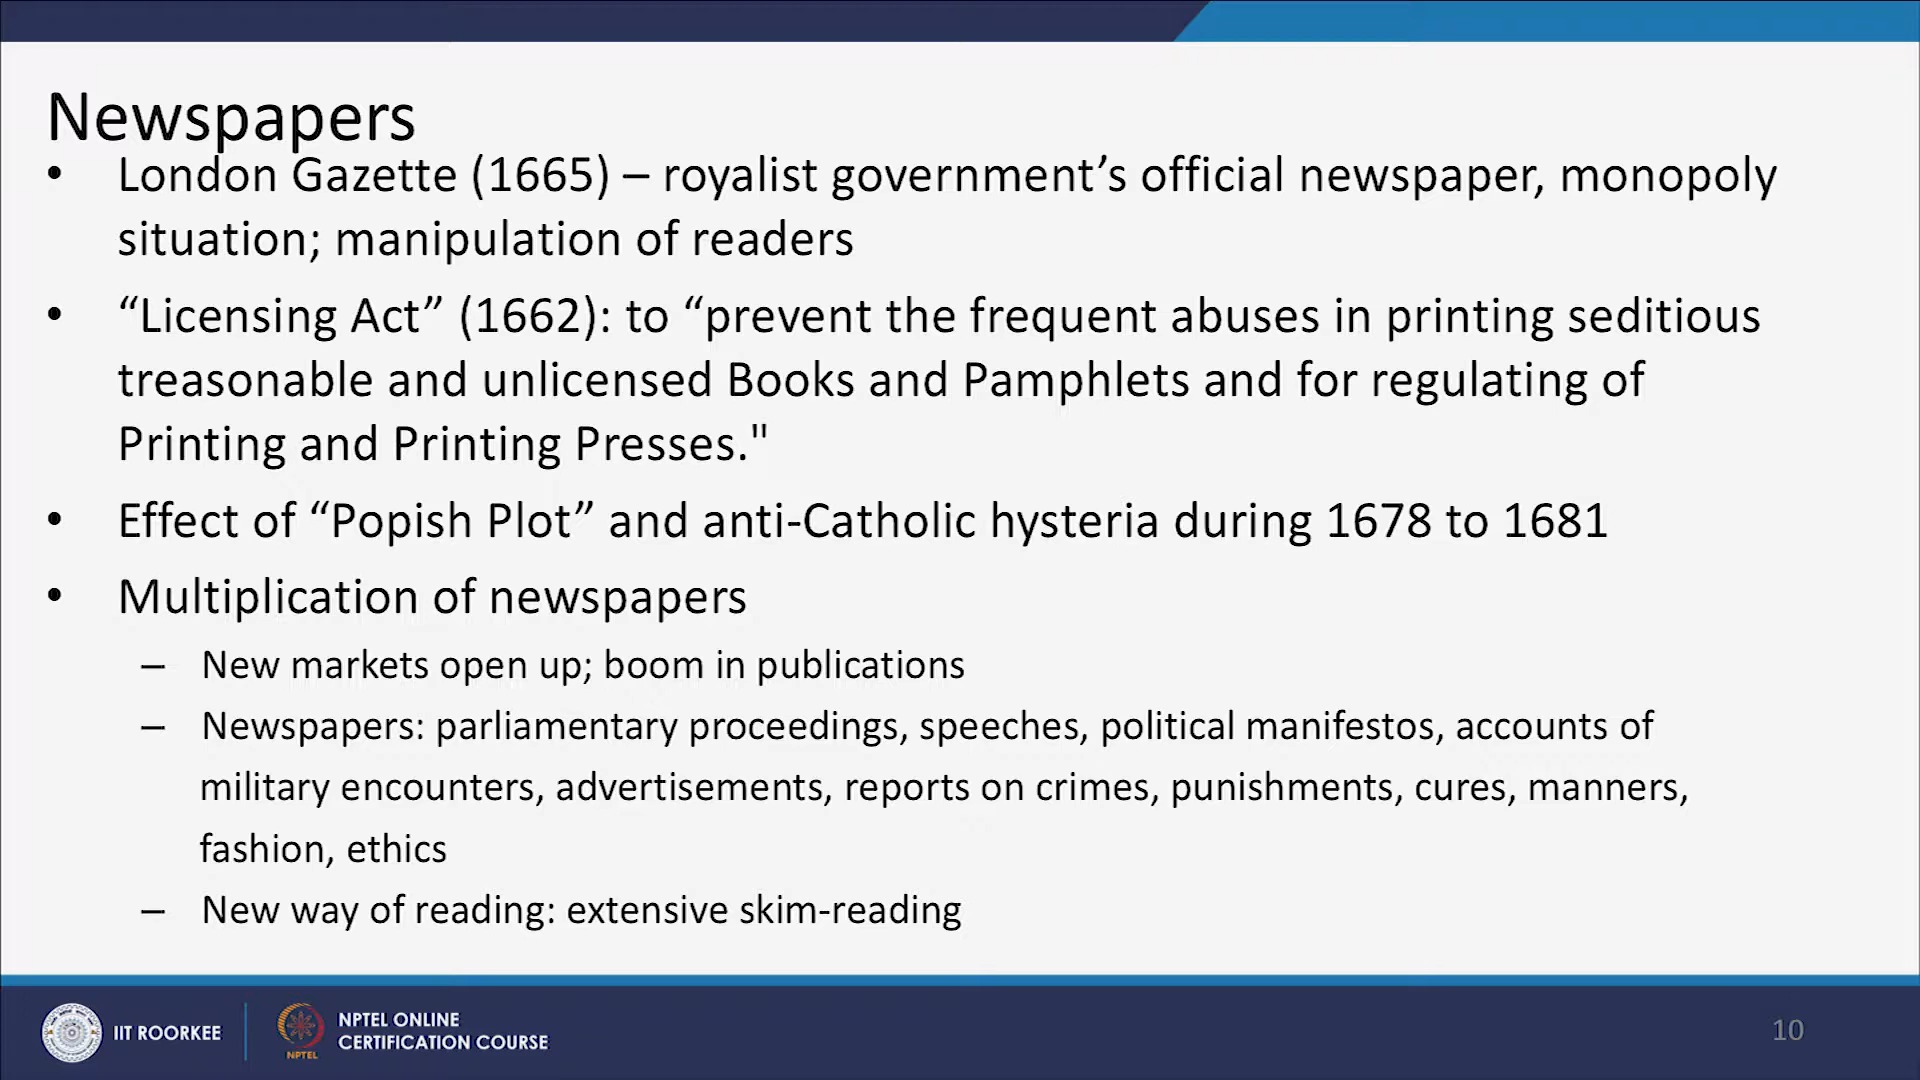 Newspapers
• London Gazette (1665) – royalist government’s official newspaper, monopoly
situation; manipulation of readers
• “Licensing Act” (1662): to “prevent the frequent abuses in printing seditious
treasonable and unlicensed Books and Pamphlets and for regulating of
Printing and Printing Presses."
• Effect of “Popish Plot” and anti-Catholic hysteria during 1678 to 1681
• Multiplication of newspapers
– New markets open up; boom in publications
– Newspapers: parliamentary proceedings, speeches, political manifestos, accounts of
military encounters, advertisements, reports on crimes, punishments, cures, manners,
fashion, ethics
– New way of reading: extensive skim-reading
IIT ROORKEE
NPTEL
NPTEL ONLINE
CERTIFICATION COURSE
10